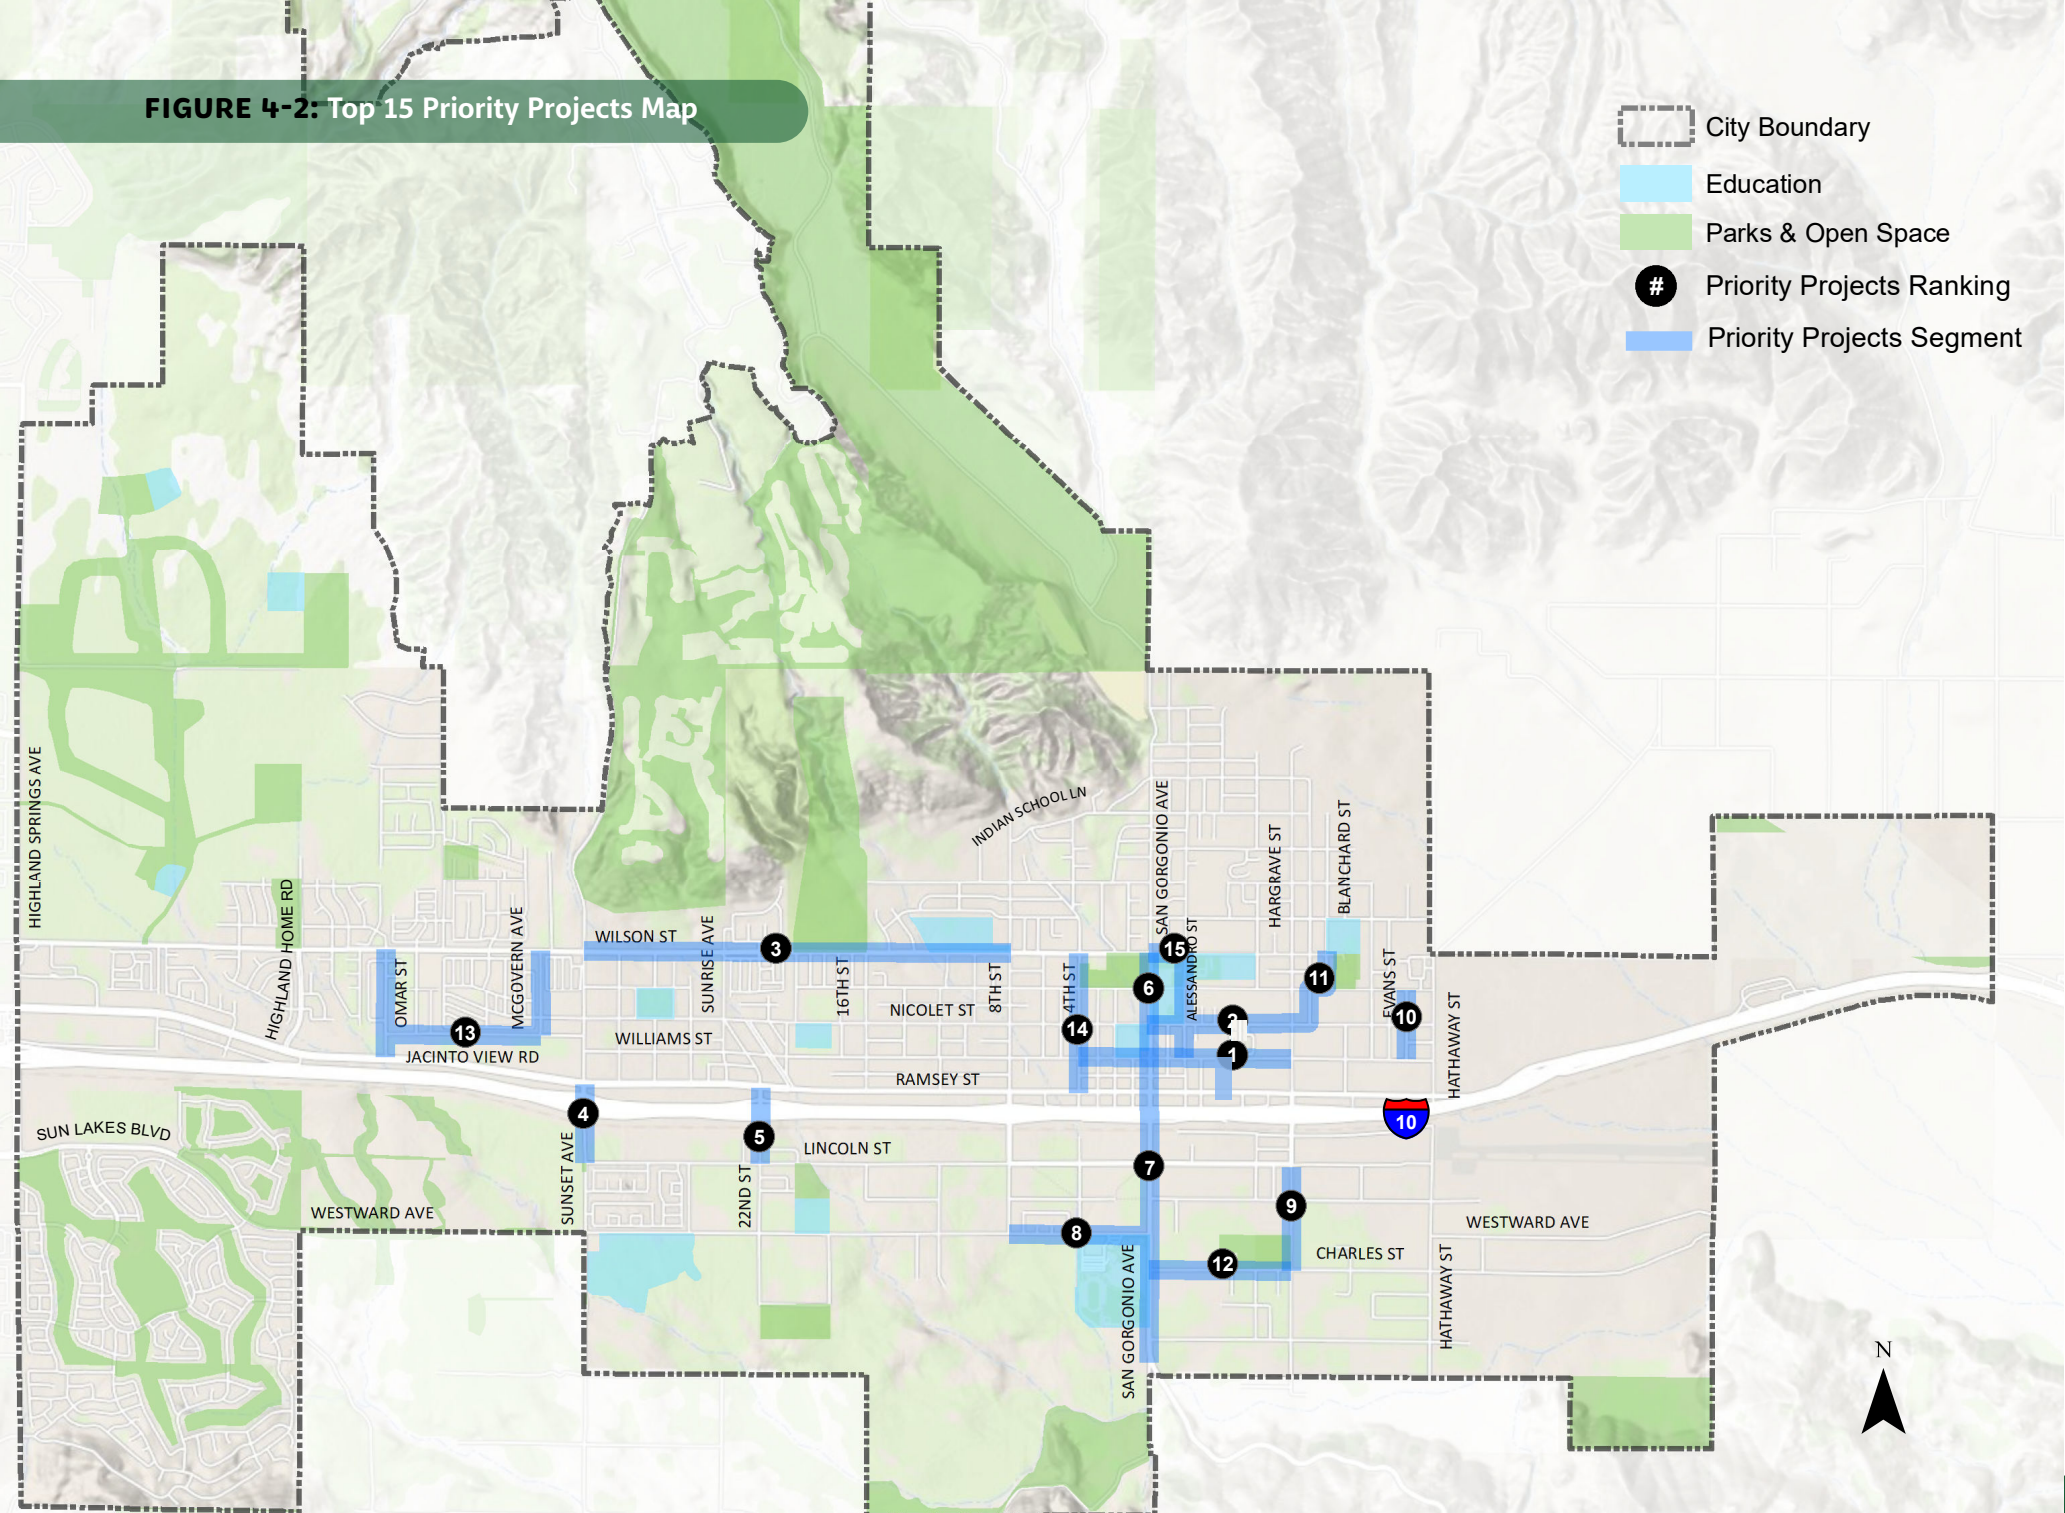 FIGURE 4-2: Top 15 Priority Projects Map
City Boundary
Education
Parks & Open Space
# Priority Projects Ranking
Priority Projects Segment
HIGHLAND SPRINGS AVE
INDIAN SCHOOL LN
SAN GORGONIO AVE
HARGRAVE ST
BLANCHARD ST
HIGHLAND HOME RD
OMAR ST
MCGOVERN AVE
WILSON ST
SUNRISE AVE
3
16TH ST
8TH ST
4TH ST
15
ALESSANDRO ST
6
11
EVANS ST
10
HATHAWAY ST
NICOLET ST
2
13
14
WILLIAMS ST
JACINTO VIEW RD
1
RAMSEY ST
4
10
SUN LAKES BLVD
5
LINCOLN ST
7
SUNSET AVE
22ND ST
WESTWARD AVE
9
WESTWARD AVE
8
12
CHARLES ST
SAN GORGONIO AVE
HATHAWAY ST
N